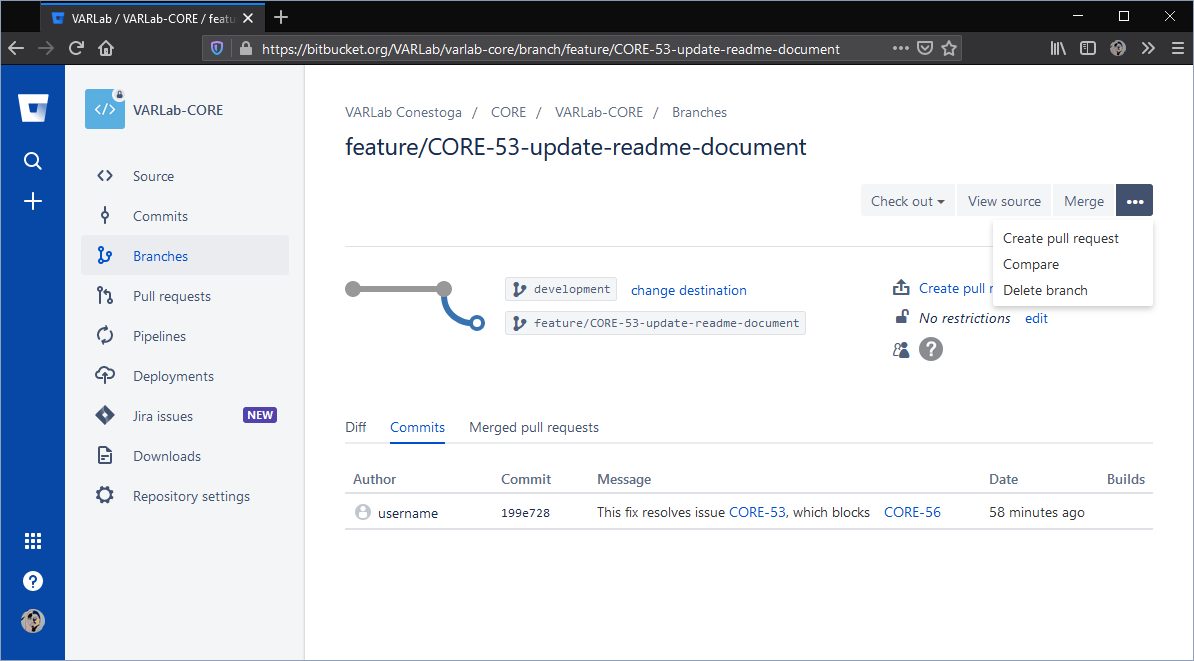 VARLab / VARLab-CORE / featu
https://bitbucket.org/VARLab/varlab-core/branch/feature/CORE-53-update-readme-document
VARLab-CORE
Source
Commits
Branches
Pull requests
Pipelines
Deployments
Jira issues NEW
Downloads
Repository settings
VARLab Conestoga / CORE / VARLab-CORE / Branches
feature/CORE-53-update-readme-document
Check out View source Merge
Create pull request
Compare
Delete branch
development change destination
feature/CORE-53-update-readme-document
Create pull r
No restrictions edit
Diff Commits Merged pull requests
Author Commit Message Date Builds
username 199e728 This fix resolves issue CORE-53, which blocks CORE-56 58 minutes ago